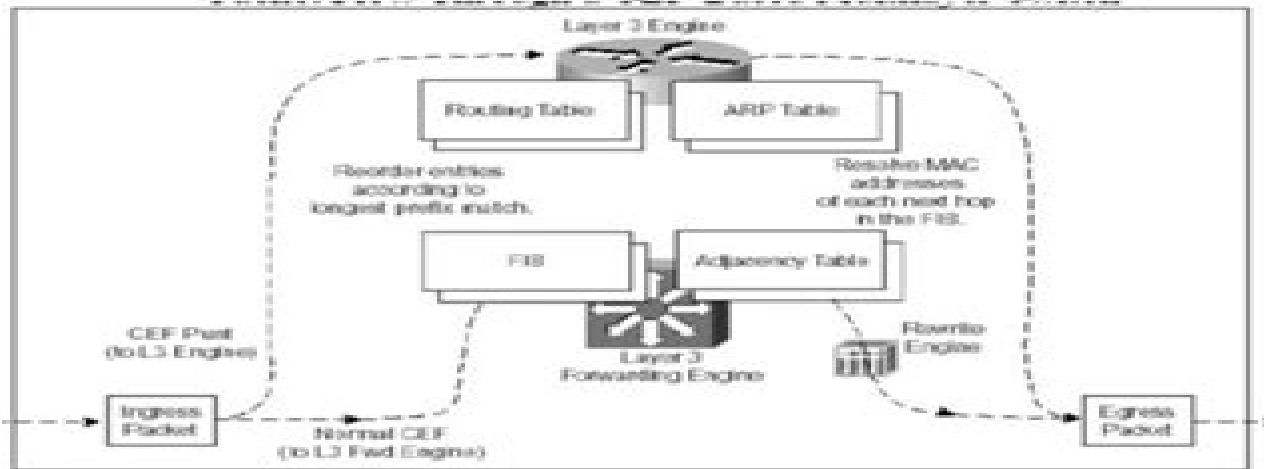 Layer 3 Engine
Routing Table
ARP Table
Reorder entries
according to
longest prefix match.
Resolve MAC
addresses
of each next hop
in the FIB.
FIB
Adjacency Table
CEF Punt
(to L3 Engine)
Rewrite
Engine
Layer 3
Forwarding Engine
Ingress
Packet
Normal CEF
(to L3 Fwd Engine)
Egress
Packet